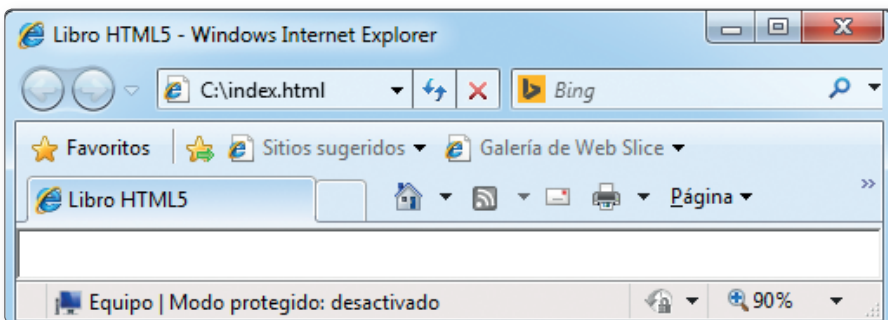 Libro HTML5 - Windows Internet Explorer
C:\index.html Bing
Favoritos Sitios sugeridos Galería de Web Slice
Libro HTML5 Página »
Equipo | Modo protegido: desactivado 90%